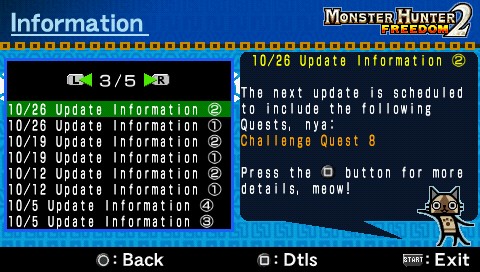 Information
MONSTER HUNTER
FREEDOM 2
L 3/5 R
10/26 Update Information ②
10/26 Update Information ①
10/19 Update Information ②
10/19 Update Information ①
10/12 Update Information ②
10/12 Update Information ①
10/5 Update Information ④
10/5 Update Information ③
10/26 Update Information ②
The next update is scheduled
to include the following
Quests, nya:
Challenge Quest 8
Press the button for more
details, meow!
: Back
: Dtls
START: Exit